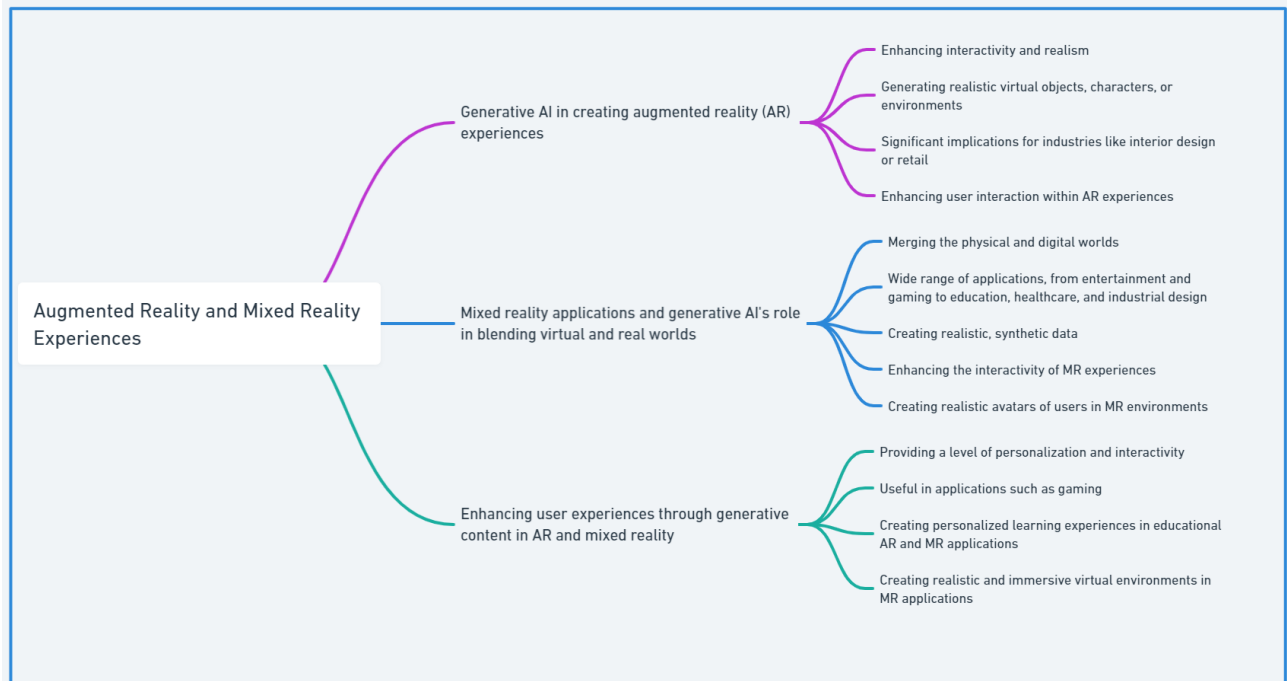 Augmented Reality and Mixed Reality
Experiences
Generative AI in creating augmented reality (AR)
experiences
Enhancing interactivity and realism
Generating realistic virtual objects, characters, or
environments
Significant implications for industries like interior design
or retail
Enhancing user interaction within AR experiences
Mixed reality applications and generative AI's role
in blending virtual and real worlds
Merging the physical and digital worlds
Wide range of applications, from entertainment and
gaming to education, healthcare, and industrial design
Creating realistic, synthetic data
Enhancing the interactivity of MR experiences
Creating realistic avatars of users in MR environments
Enhancing user experiences through generative
content in AR and mixed reality
Providing a level of personalization and interactivity
Useful in applications such as gaming
Creating personalized learning experiences in educational
AR and MR applications
Creating realistic and immersive virtual environments in
MR applications